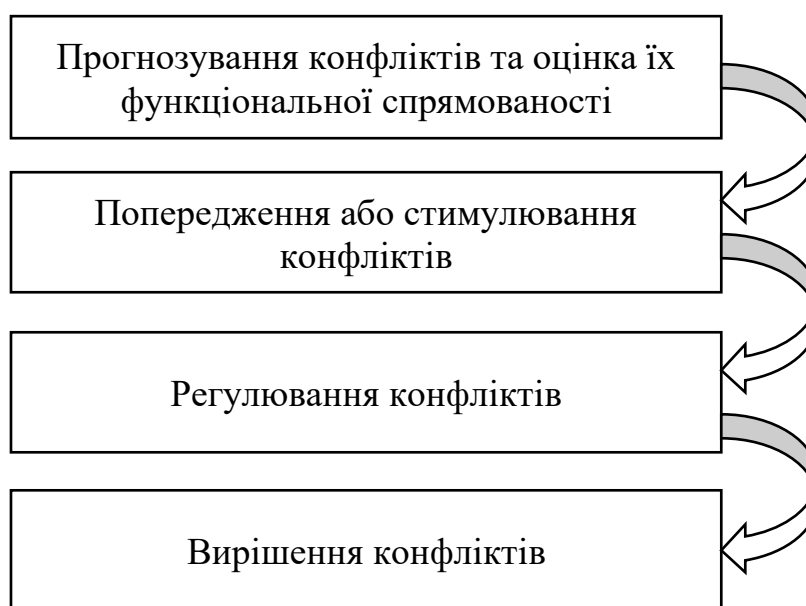 Прогнозування конфліктів та оцінка їх
функціональної спрямованості
Попередження або стимулювання
конфліктів
Регулювання конфліктів
Вирішення конфліктів